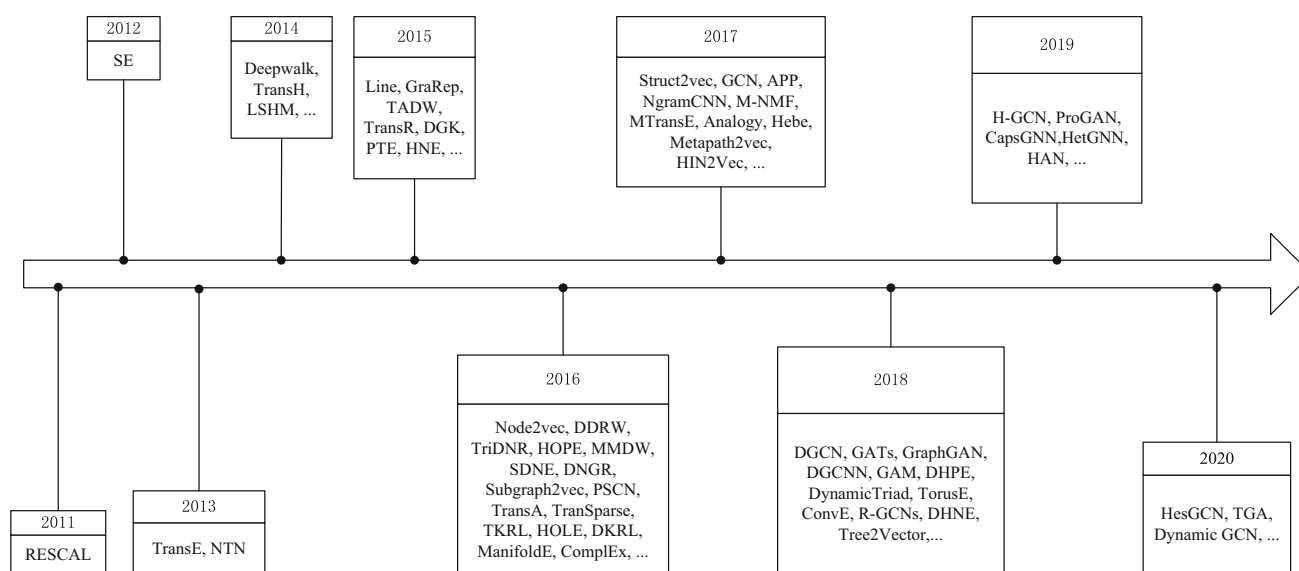 2012
SE
2014
Deepwalk,
TransH,
LSHM, ...
2015
Line, GraRep,
TADW,
TransR, DGK,
PTE, HNE, ...
2017
Struct2vec, GCN, APP,
NgramCNN, M-NMF,
MTransE, Analogy, Hebe,
Metapath2vec,
HIN2Vec, ...
2019
H-GCN, ProGAN,
CapsGNN,HetGNN,
HAN, ...
2011
RESCAL
2013
TransE, NTN
2016
Node2vec, DDRW,
TriDNR, HOPE, MMDW,
SDNE, DNGR,
Subgraph2vec, PSCN,
TransA, TranSparse,
TKRL, HOLE, DKRL,
ManifoldE, ComplEx, ...
2018
DGCN, GATs, GraphGAN,
DGCNN, GAM, DHPE,
DynamicTriad, TorusE,
ConvE, R-GCNs, DHNE,
Tree2Vector,...
2020
HesGCN, TGA,
Dynamic GCN, ...